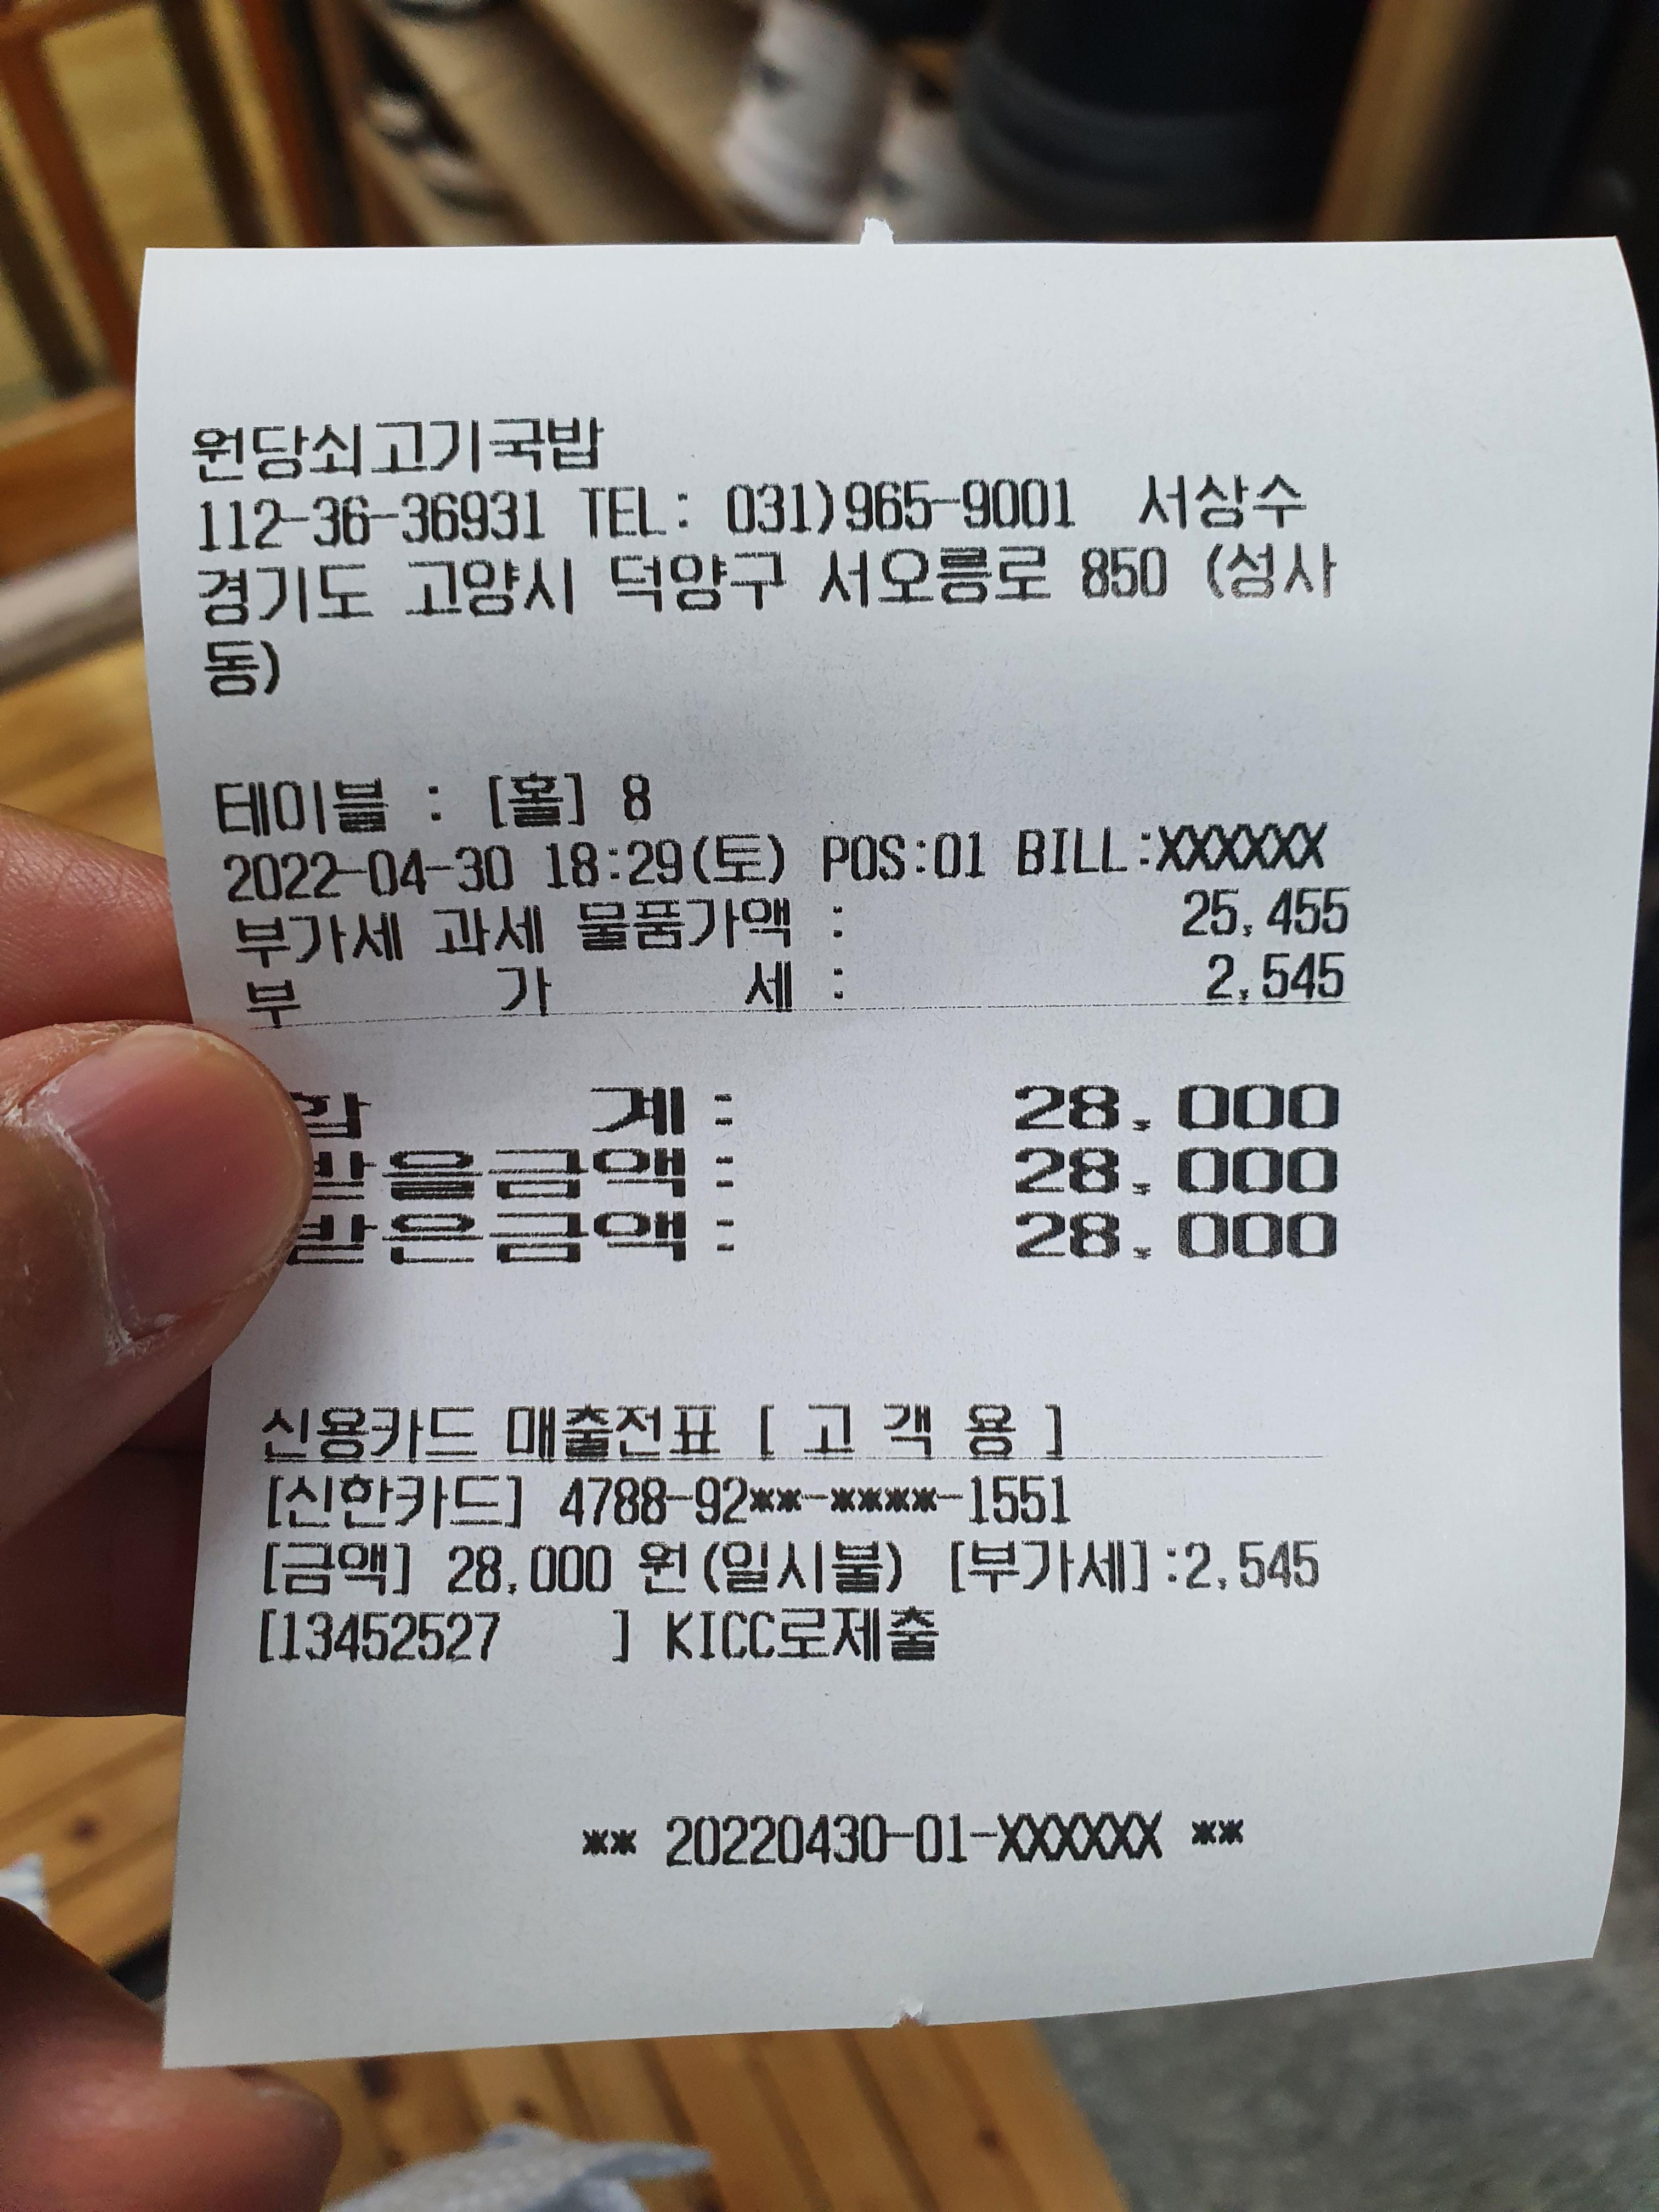 원당쇠고기국밥
112-36-36931 TEL: 031)965-9001 서상수
경기도 고양시 덕양구 서오릉로 850 (성사
동)
테이블 : [홀] 8
2022-04-30 18:29(토) POS:01 BILL:XXXXXX
부가세 과세 물품가액 : 25,455
부 가 세 : 2,545
합 계: 28,000
받을금액: 28,000
받은금액: 28,000
신용카드 매출전표 [ 고 객 용 ]
[신한카드] 4788-92**-****-1551
[금액] 28,000 원(일시불) [부가세]:2,545
[13452527 ] KICC로제출
** 20220430-01-XXXXXX **